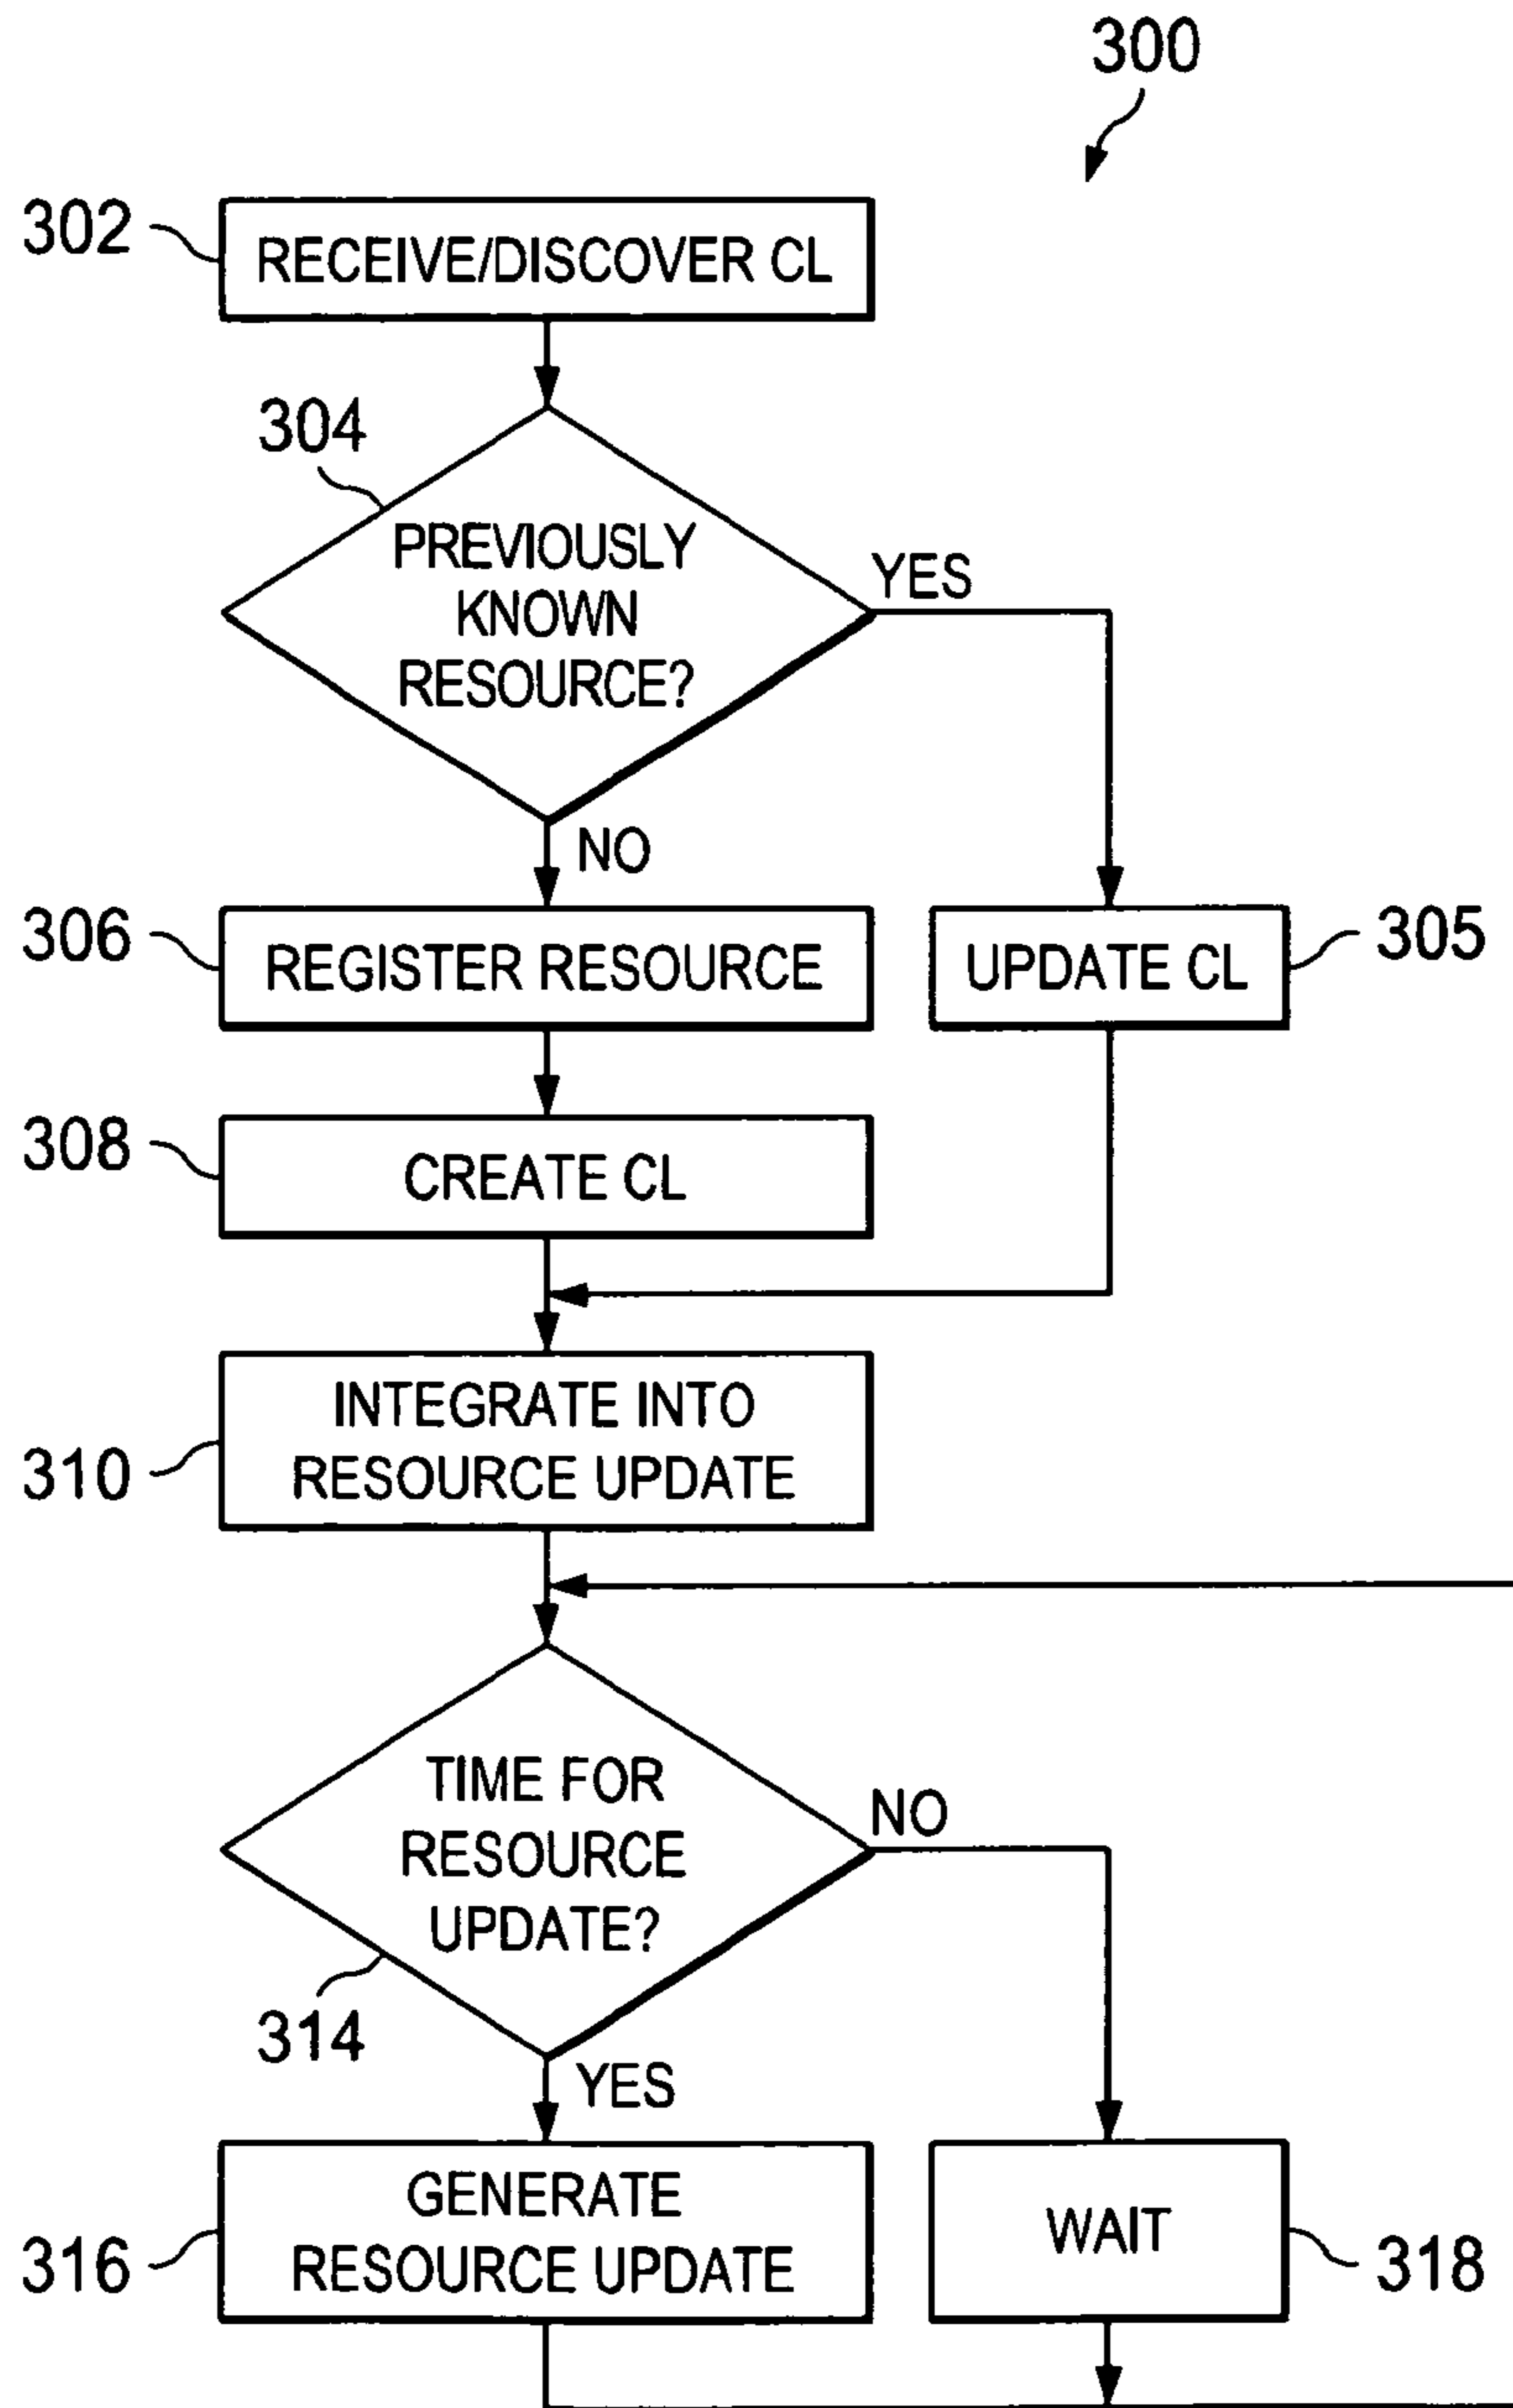 300
302
RECEIVE/DISCOVER CL
304
PREVIOUSLY
KNOWN
RESOURCE?
YES
NO
306
REGISTER RESOURCE
UPDATE CL
305
308
CREATE CL
310
INTEGRATE INTO
RESOURCE UPDATE
TIME FOR
RESOURCE
UPDATE?
NO
314
YES
316
GENERATE
RESOURCE UPDATE
WAIT
318